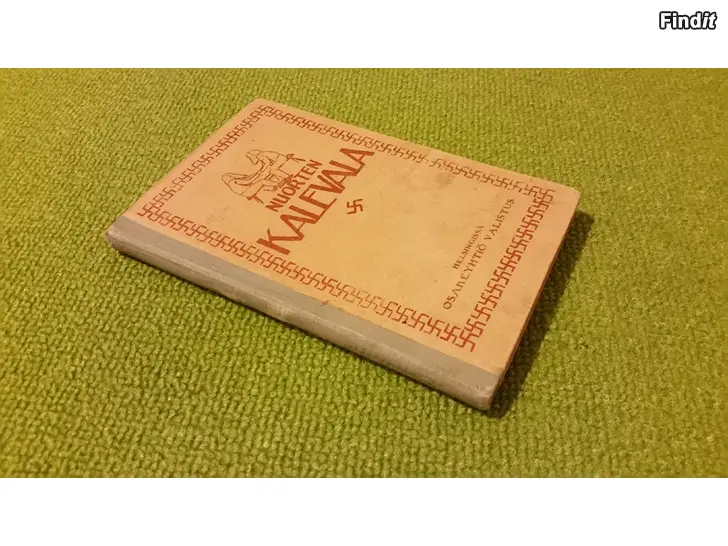 Findit
NUORTEN
KALEVALA
HELSINGISSÄ
OSAKEYHTIÖ VALISTUS